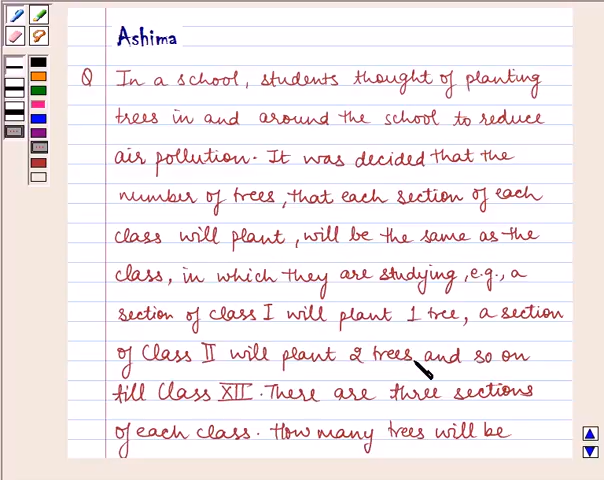 Ashima
Q In a school, students thought of planting
trees in and around the school to reduce
air pollution. It was decided that the
number of trees, that each section of each
class will plant, will be the same as the
class, in which they are studying, e.g., a
section of class I will plant 1 tree, a section
of Class II will plant 2 trees and so on
till Class XII. There are three sections
of each class. How many trees will be